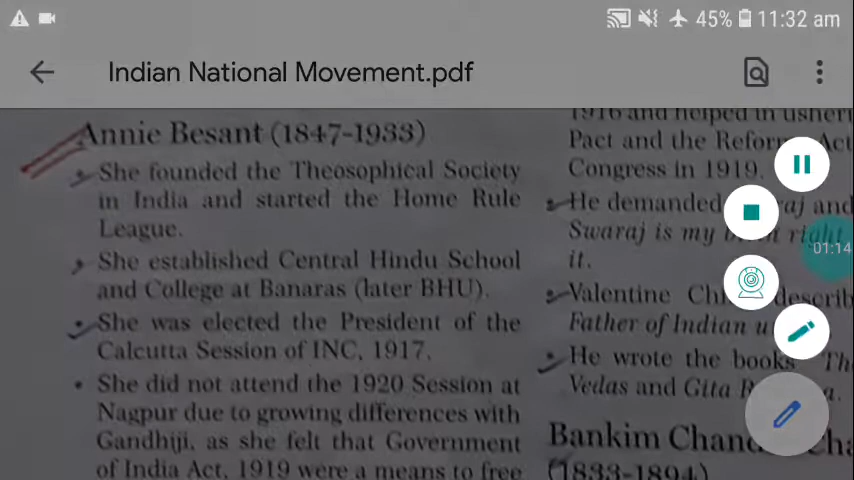 45% 11:32 am
Indian National Movement.pdf
Annie Besant (1847-1933)
• She founded the Theosophical Society
in India and started the Home Rule
League.
• She established Central Hindu School
and College at Banaras (later BHU).
• She was elected the President of the
Calcutta Session of INC, 1917.
• She did not attend the 1920 Session at
Nagpur due to growing differences with
Gandhiji, as she felt that Government
of India Act, 1919 were a means to free
1916 and helped in
Pact and the Reform Act
Congress in 1919.
• He demanded and
Swaraj is my right
it.
• Valentine
Father of Indian
• He wrote the books
Vedas and Gita
Bankim
(1833-1894)
01:14